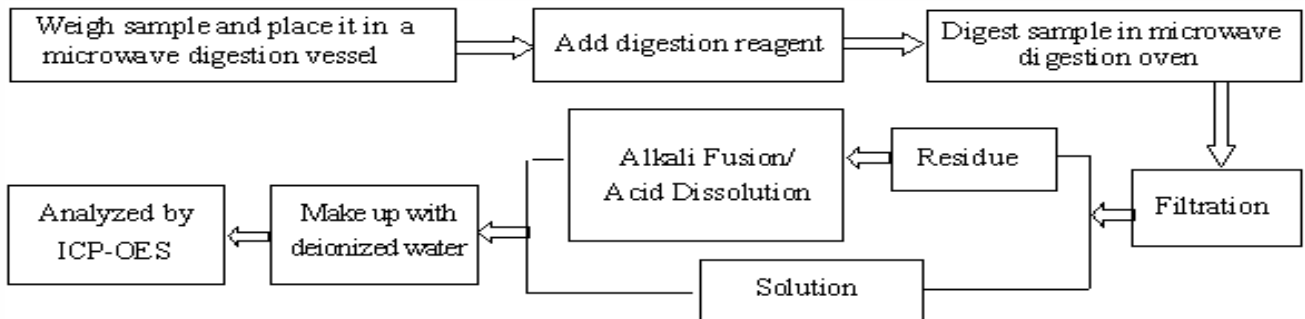 Weigh sample and place it in a
microwave digestion vessel
Add digestion reagent
Digest sample in microwave
digestion oven
Filtration
Residue
Alkali Fusion/
Acid Dissolution
Solution
Make up with
deionized water
Analyzed by
ICP-OES